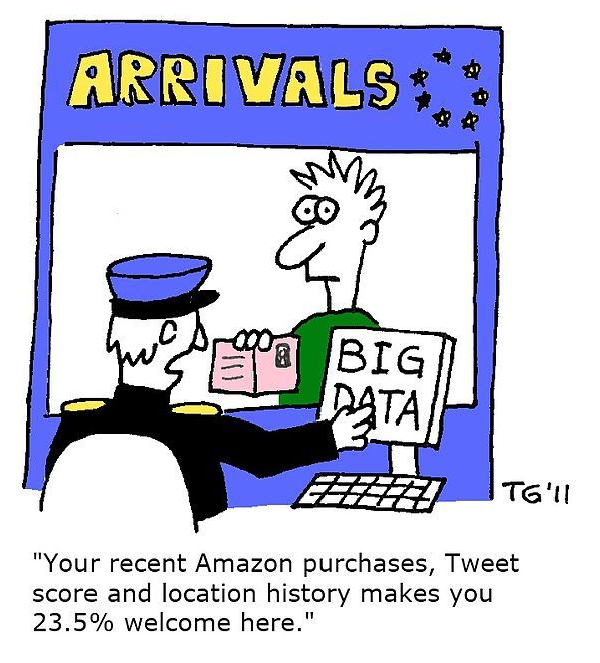 ARRIVALS
BIG
DATA
TG'11
"Your recent Amazon purchases, Tweet
score and location history makes you
23.5% welcome here."